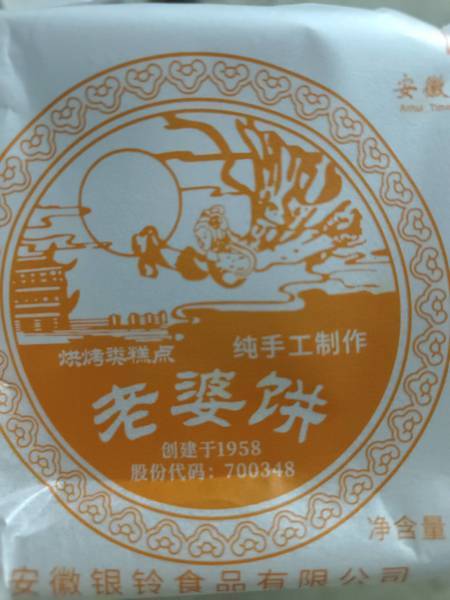 安徽
Anhui Time
烘烤类糕点
纯手工制作
老婆饼
创建于1958
股份代码：700348
净含量
安徽银铃食品有限公司